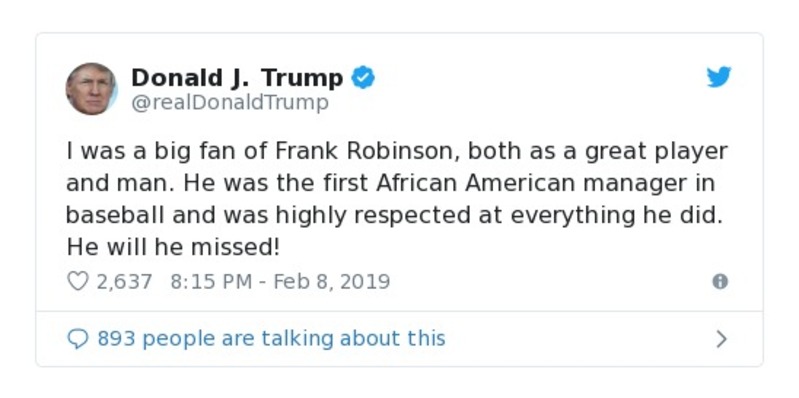 Donald J. Trump
@realDonaldTrump
I was a big fan of Frank Robinson, both as a great player
and man. He was the first African American manager in
baseball and was highly respected at everything he did.
He will he missed!
2,637 8:15 PM - Feb 8, 2019
893 people are talking about this